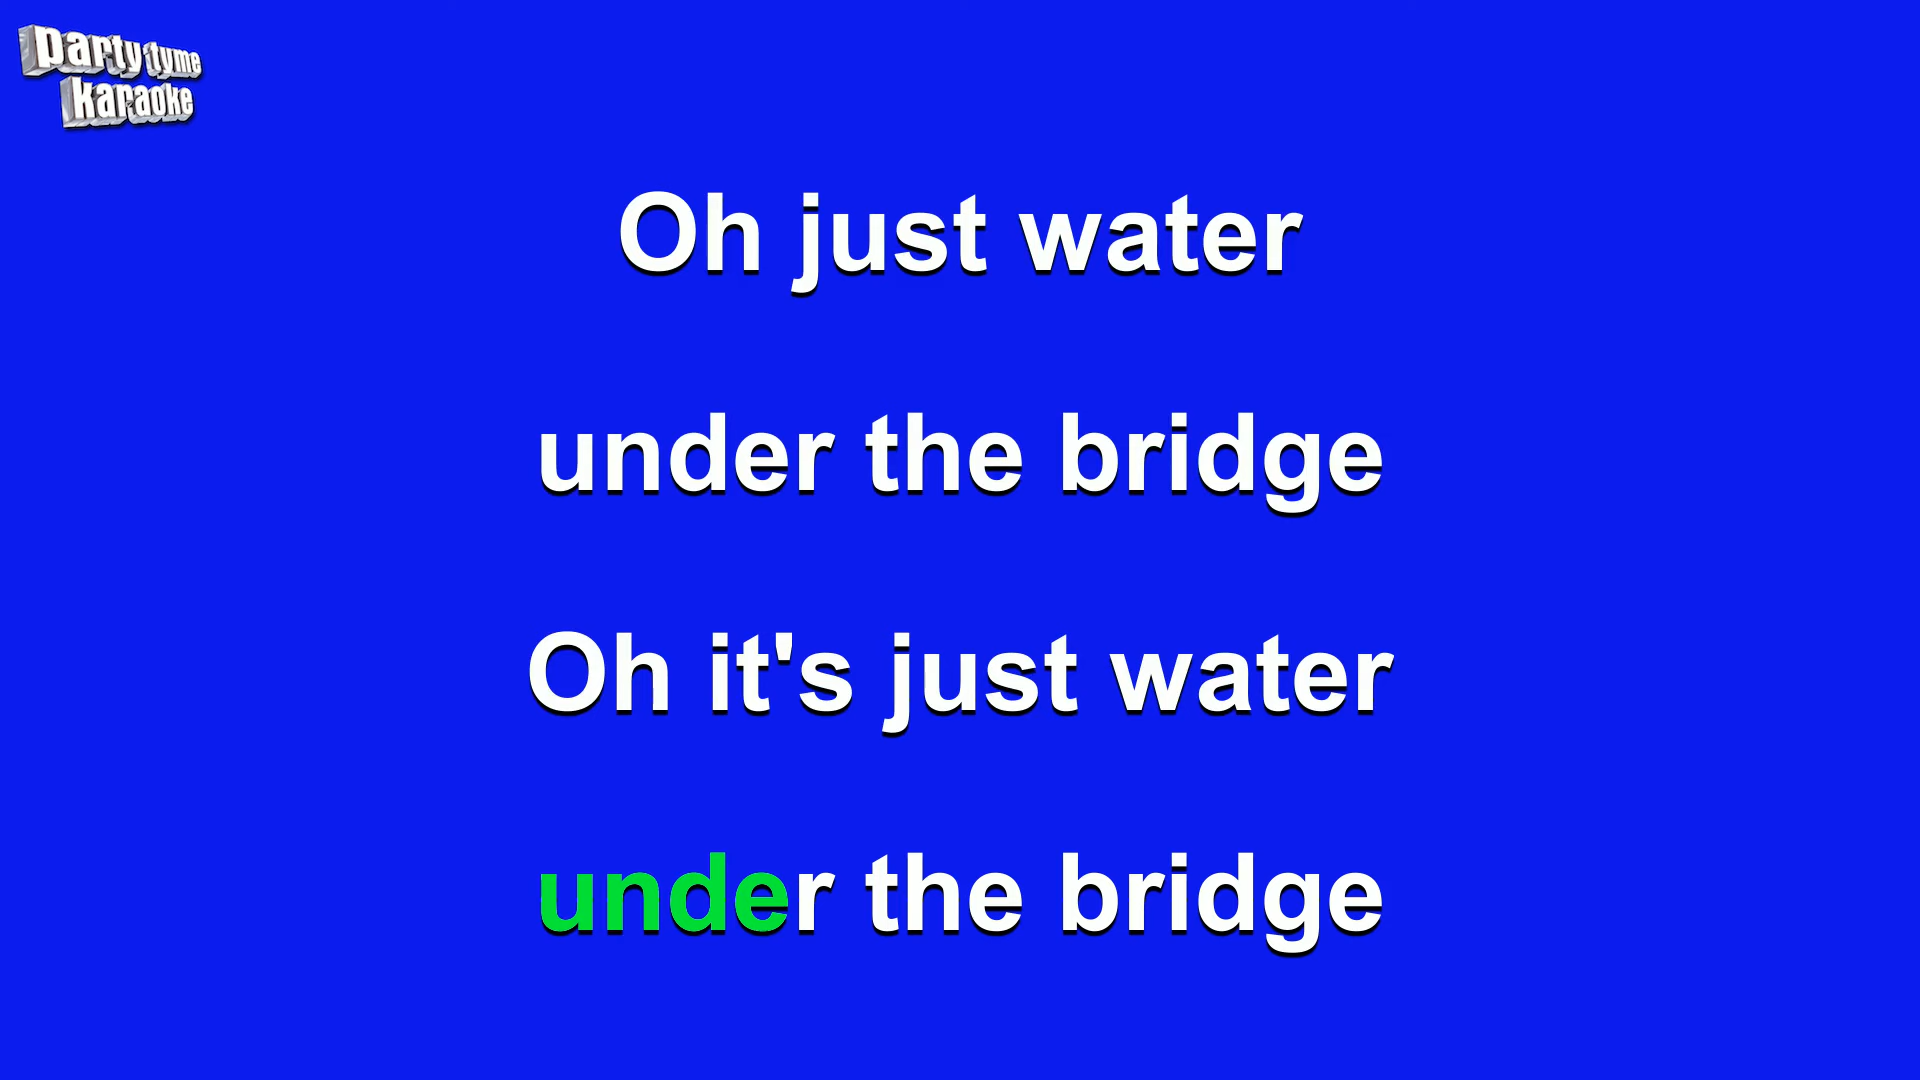 party tyme
karaoke
Oh just water
under the bridge
Oh it's just water
under the bridge